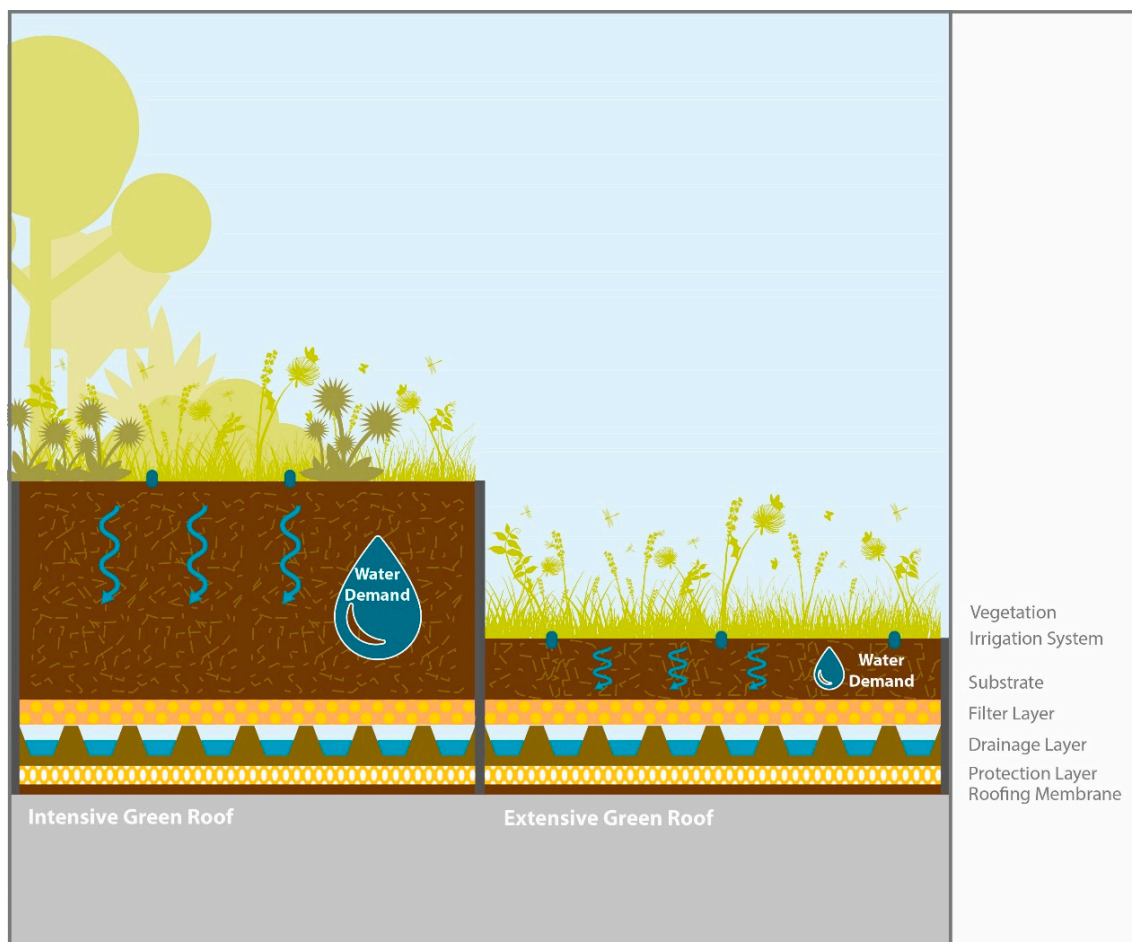 Water
Demand
Water
Demand
Vegetation
Irrigation System
Substrate
Filter Layer
Drainage Layer
Protection Layer
Roofing Membrane
Intensive Green Roof
Extensive Green Roof